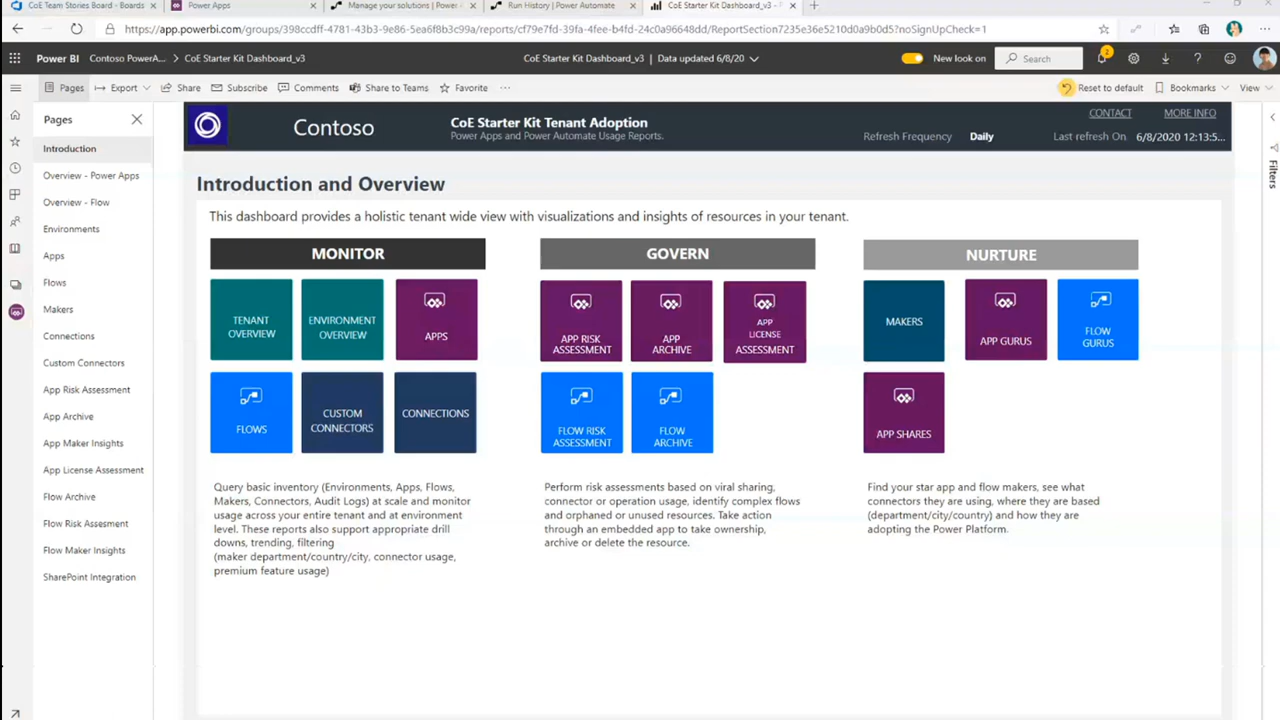 CoE Team Stories Board - Boards
Power Apps
Manage your solutions | Power
Run History | Power Automate
CoE Starter Kit Dashboard_v3 - P
https://app.powerbi.com/groups/398ccdff-4781-43b3-9e86-5eaf6f8b3c99a/reports/cf79e7fd-39fa-4fee-b4fd-24c0a96648dd/ReportSection7235e36e5210d0a9b0d5?noSignUpCheck=1
Power BI
Contoso PowerA... > CoE Starter Kit Dashboard_v3
CoE Starter Kit Dashboard_v3 | Data updated 6/8/20
New look on
Search
2
Pages
Export
Share
Subscribe
Comments
Share to Teams
Favorite
Reset to default
Bookmarks
View
Pages
Introduction
Overview - Power Apps
Overview - Flow
Environments
Apps
Flows
Makers
Connections
Custom Connectors
App Risk Assessment
App Archive
App Maker Insights
App License Assessment
Flow Archive
Flow Risk Assesment
Flow Maker Insights
SharePoint Integration
Contoso
CoE Starter Kit Tenant Adoption
Power Apps and Power Automate Usage Reports.
CONTACT
MORE INFO
Refresh Frequency
Daily
Last refresh On
6/8/2020 12:13:5...
Filters
Introduction and Overview
This dashboard provides a holistic tenant wide view with visualizations and insights of resources in your tenant.
MONITOR
TENANT
OVERVIEW
ENVIRONMENT
OVERVIEW
APPS
FLOWS
CUSTOM
CONNECTORS
CONNECTIONS
Query basic inventory (Environments, Apps, Flows,
Makers, Connectors, Audit Logs) at scale and monitor
usage across your entire tenant and at environment
level. These reports also support appropriate drill
downs, trending, filtering
(maker department/country/city, connector usage,
premium feature usage)
GOVERN
APP RISK
ASSESSMENT
APP
ARCHIVE
APP
LICENSE
ASSESSMENT
FLOW RISK
ASSESSMENT
FLOW
ARCHIVE
Perform risk assessments based on viral sharing,
connector or operation usage, identify complex flows
and orphaned or unused resources. Take action
through an embedded app to take ownership,
archive or delete the resource.
NURTURE
MAKERS
APP GURUS
FLOW
GURUS
APP SHARES
Find your star app and flow makers, see what
connectors they are using, where they are based
(department/city/country) and how they are
adopting the Power Platform.